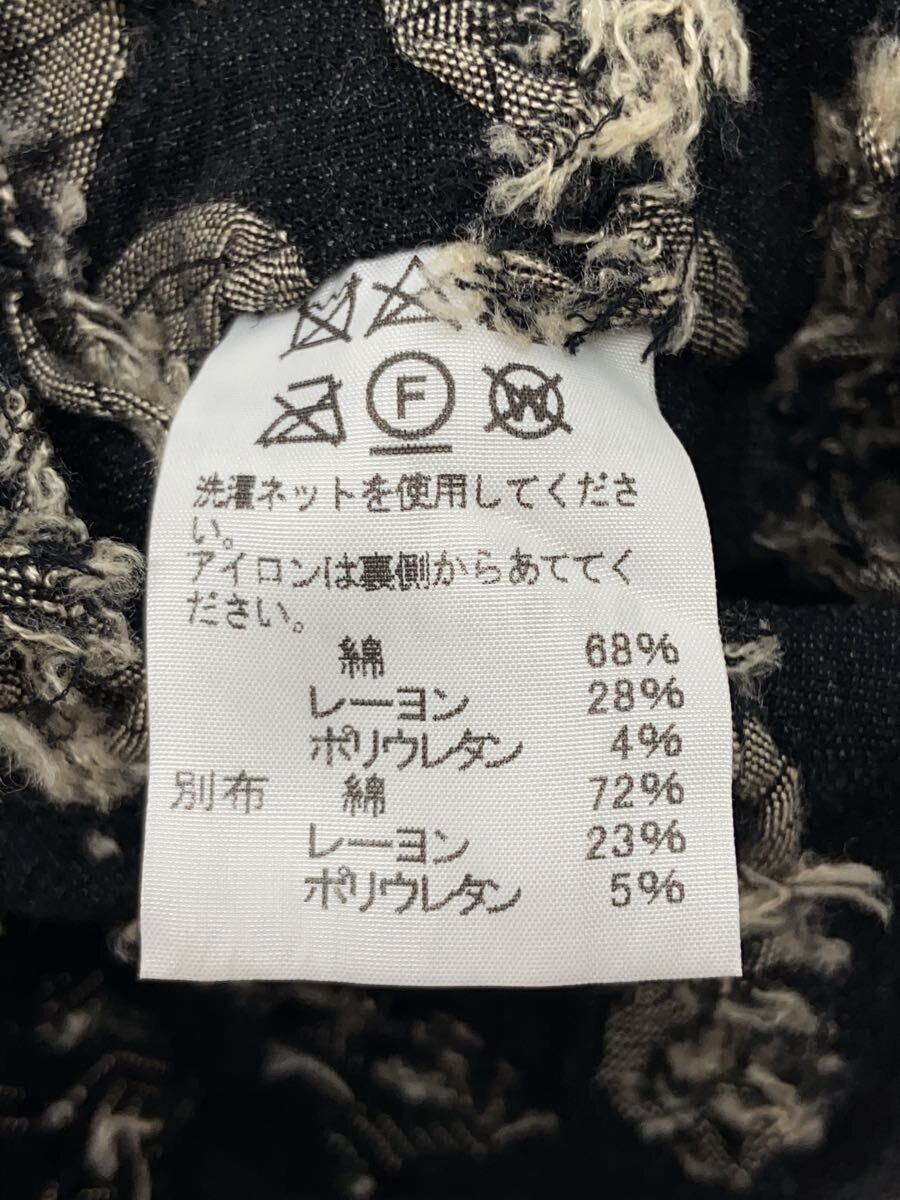 F W
洗濯ネットを使用してくださ
い。
アイロンは裏側からあててく
ださい。
綿 68%
レーヨン 28%
ポリウレタン 4%
別布 綿 72%
レーヨン 23%
ポリウレタン 5%